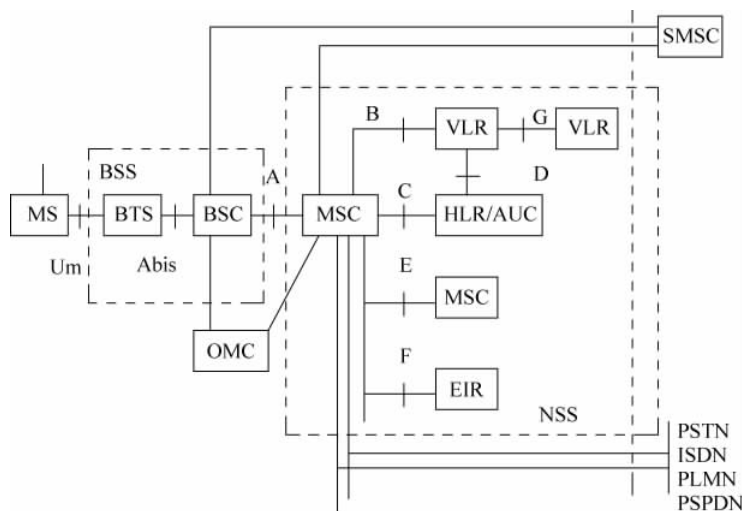 SMSC
B
VLR
G
VLR
BSS
A
C
D
MS
BTS
BSC
MSC
HLR/AUC
Um
Abis
E
MSC
OMC
F
EIR
NSS
PSTN
ISDN
PLMN
PSPDN